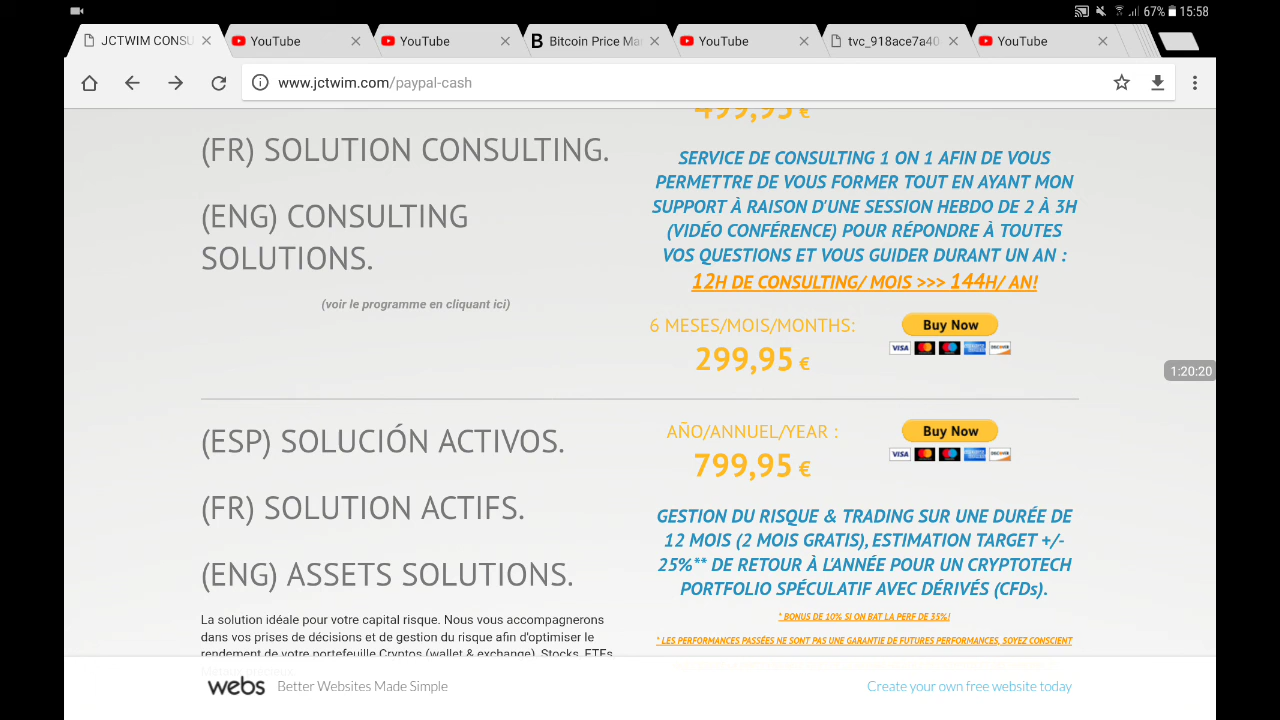 67% 15:58
JCTWIM CONSU
YouTube
YouTube
B Bitcoin Price Ma
YouTube
tvc_918ace7a40
YouTube
www.jctwim.com/paypal-cash
499,95 €
(FR) SOLUTION CONSULTING.
(ENG) CONSULTING
SOLUTIONS.
(voir le programme en cliquant ici)
SERVICE DE CONSULTING 1 ON 1 AFIN DE VOUS
PERMETTRE DE VOUS FORMER TOUT EN AYANT MON
SUPPORT À RAISON D'UNE SESSION HEBDO DE 2 À 3H
(VIDÉO CONFÉRENCE) POUR RÉPONDRE À TOUTES
VOS QUESTIONS ET VOUS GUIDER DURANT UN AN :
12H DE CONSULTING/ MOIS >>> 144H/ AN!
6 MESES/MOIS/MONTHS:
299,95 €
Buy Now
VISA
DISCOVER
1:20:20
(ESP) SOLUCIÓN ACTIVOS.
(FR) SOLUTION ACTIFS.
(ENG) ASSETS SOLUTIONS.
La solution idéale pour votre capital risque. Nous vous accompagnerons
dans vos prises de décisions et de gestion du risque afin d'optimiser le
rendement de votre portefeuille Cryptos (wallet & exchange), Stocks, ETFs
AÑO/ANNUEL/YEAR :
799,95 €
Buy Now
VISA
DISCOVER
GESTION DU RISQUE & TRADING SUR UNE DURÉE DE
12 MOIS (2 MOIS GRATIS), ESTIMATION TARGET +/-
25%** DE RETOUR À L'ANNÉE POUR UN CRYPTOTECH
PORTFOLIO SPÉCULATIF AVEC DÉRIVÉS (CFDs).
* BONUS DE 10% SI ON BAT LA PERF DE 35%!
* LES PERFORMANCES PASSÉES NE SONT PAS UNE GARANTIE DE FUTURES PERFORMANCES, SOYEZ CONSCIENT
webs Better Websites Made Simple
Create your own free website today